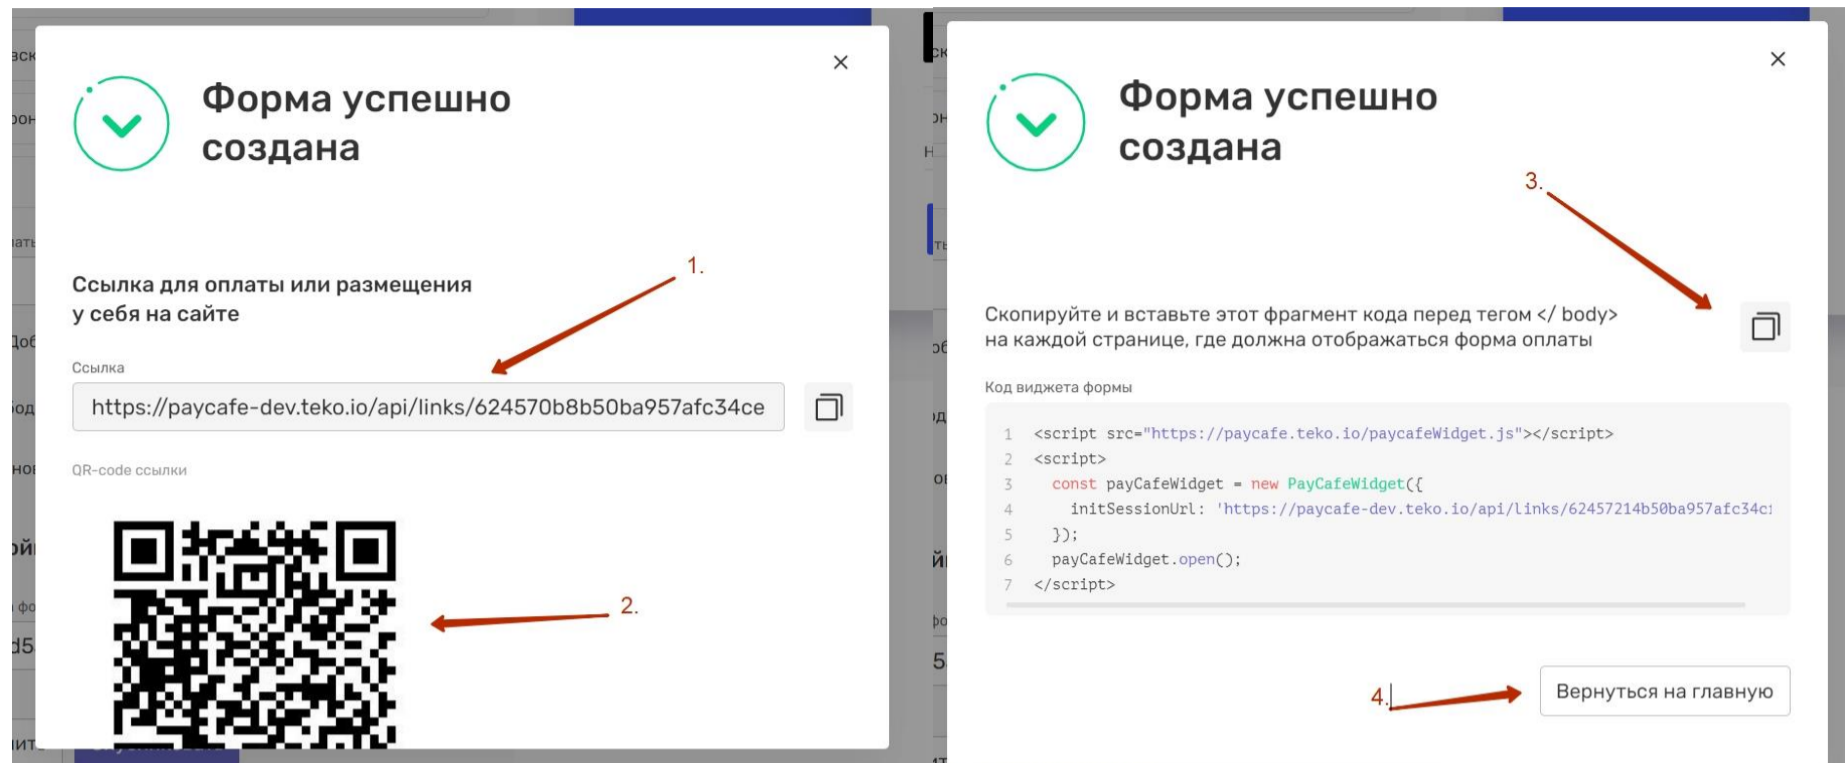 Форма успешно
создана
1.
Ссылка для оплаты или размещения
у себя на сайте
Ссылка
https://paycafe-dev.teko.io/api/links/624570b8b50ba957afc34ce
QR-code ссылки
2.
Форма успешно
создана
3.
Скопируйте и вставьте этот фрагмент кода перед тегом </ body>
на каждой странице, где должна отображаться форма оплаты
Код виджета формы
1 <script src="https://paycafe.teko.io/paycafeWidget.js"></script>
2 <script>
3 const payCafeWidget = new PayCafeWidget({
4 initSessionUrl: 'https://paycafe-dev.teko.io/api/links/62457214b50ba957afc34c
5 });
6 payCafeWidget.open();
7 </script>
4.
Вернуться на главную